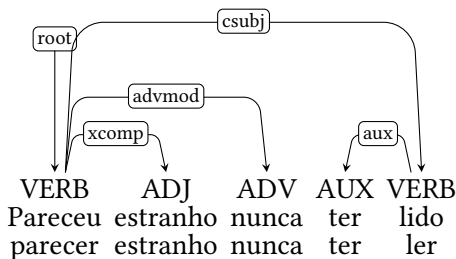 csubj
root
advmod
xcomp aux
VERB ADJ ADV AUX VERB
Pareceu estranho nunca ter lido
parecer estranho nunca ter ler